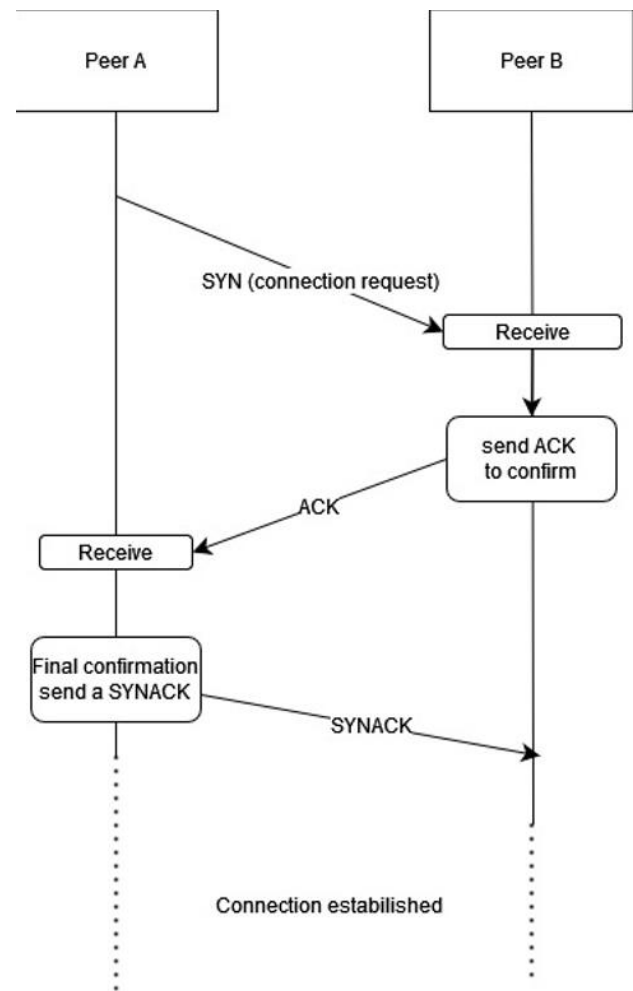 Peer A
Peer B
SYN (connection request)
Receive
send ACK
to confirm
ACK
Receive
Final confirmation
send a SYNACK
SYNACK
Connection estabilished